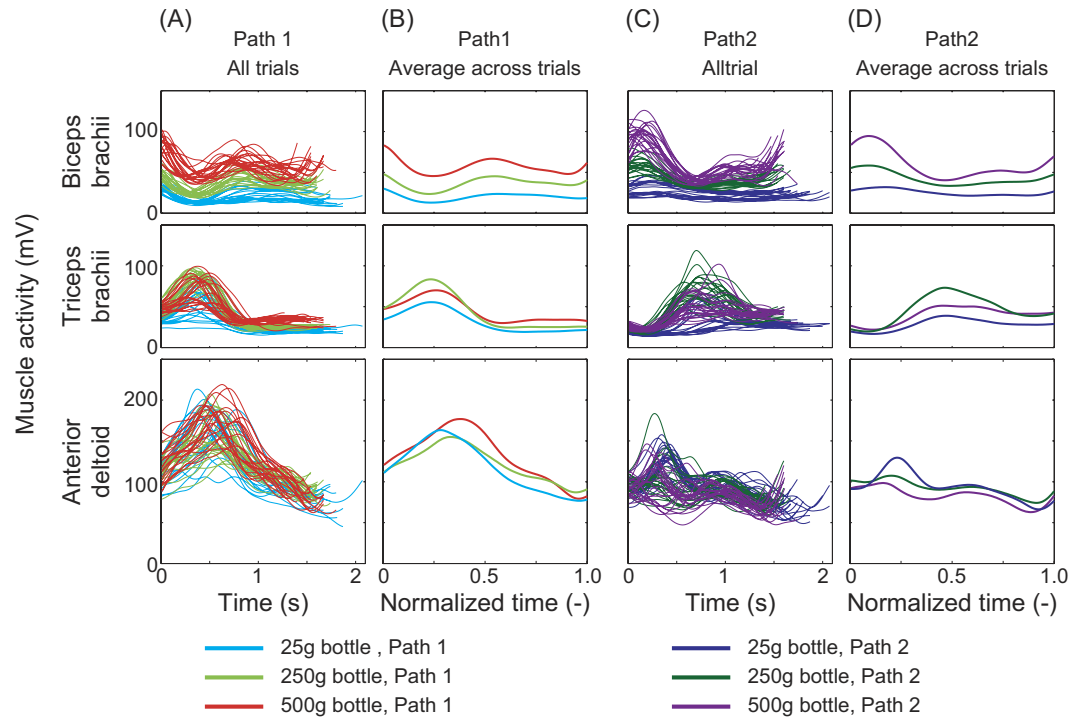 (A)
Path 1
All trials
(B)
Path1
Average across trials
(C)
Path2
Alltrial
(D)
Path2
Average across trials
Muscle activity (mV)
Biceps
brachii
100
0
Triceps
brachii
100
0
Anterior
deltoid
200
100
0
0
1
2
Time (s)
0
0.5
1.0
Normalized time (-)
0
1
2
Time (s)
0
0.5
1.0
Normalized time (-)
25g bottle , Path 1
250g bottle, Path 1
500g bottle, Path 1
25g bottle, Path 2
250g bottle, Path 2
500g bottle, Path 2